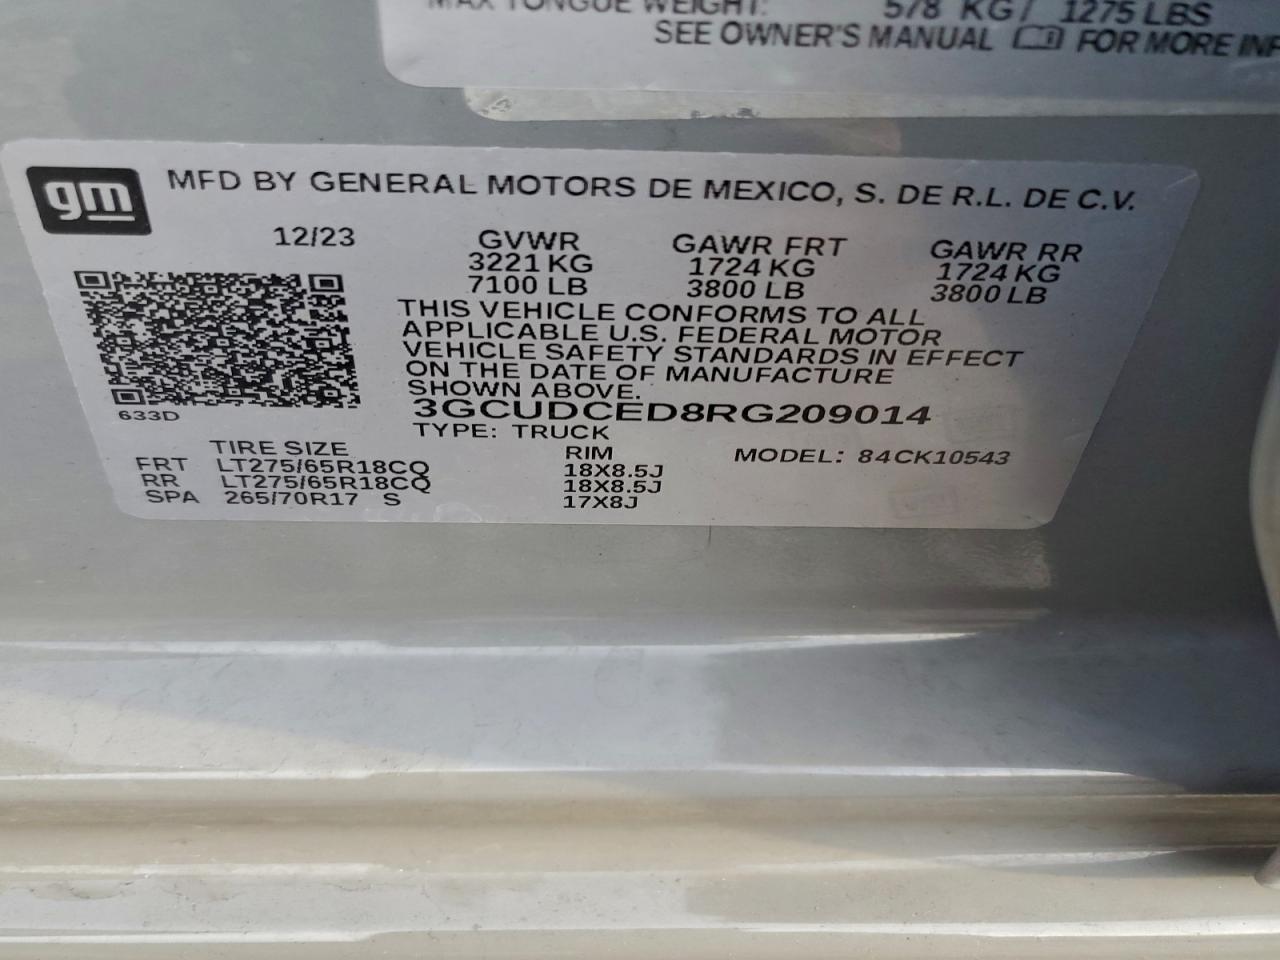 MAX TONGUE WEIGHT: 578 KG/ 1275 LBS
SEE OWNER'S MANUAL FOR MORE INF
gm
MFD BY GENERAL MOTORS DE MEXICO, S. DE R.L. DE C.V.
12/23 GVWR GAWR FRT GAWR RR
3221 KG 1724 KG 1724 KG
7100 LB 3800 LB 3800 LB
THIS VEHICLE CONFORMS TO ALL
APPLICABLE U.S. FEDERAL MOTOR
VEHICLE SAFETY STANDARDS IN EFFECT
ON THE DATE OF MANUFACTURE
SHOWN ABOVE.
633D
3GCUDCED8RG209014
TYPE: TRUCK
TIRE SIZE RIM MODEL: 84CK10543
FRT LT275/65R18CQ 18X8.5J
RR LT275/65R18CQ 18X8.5J
SPA 265/70R17 S 17X8J